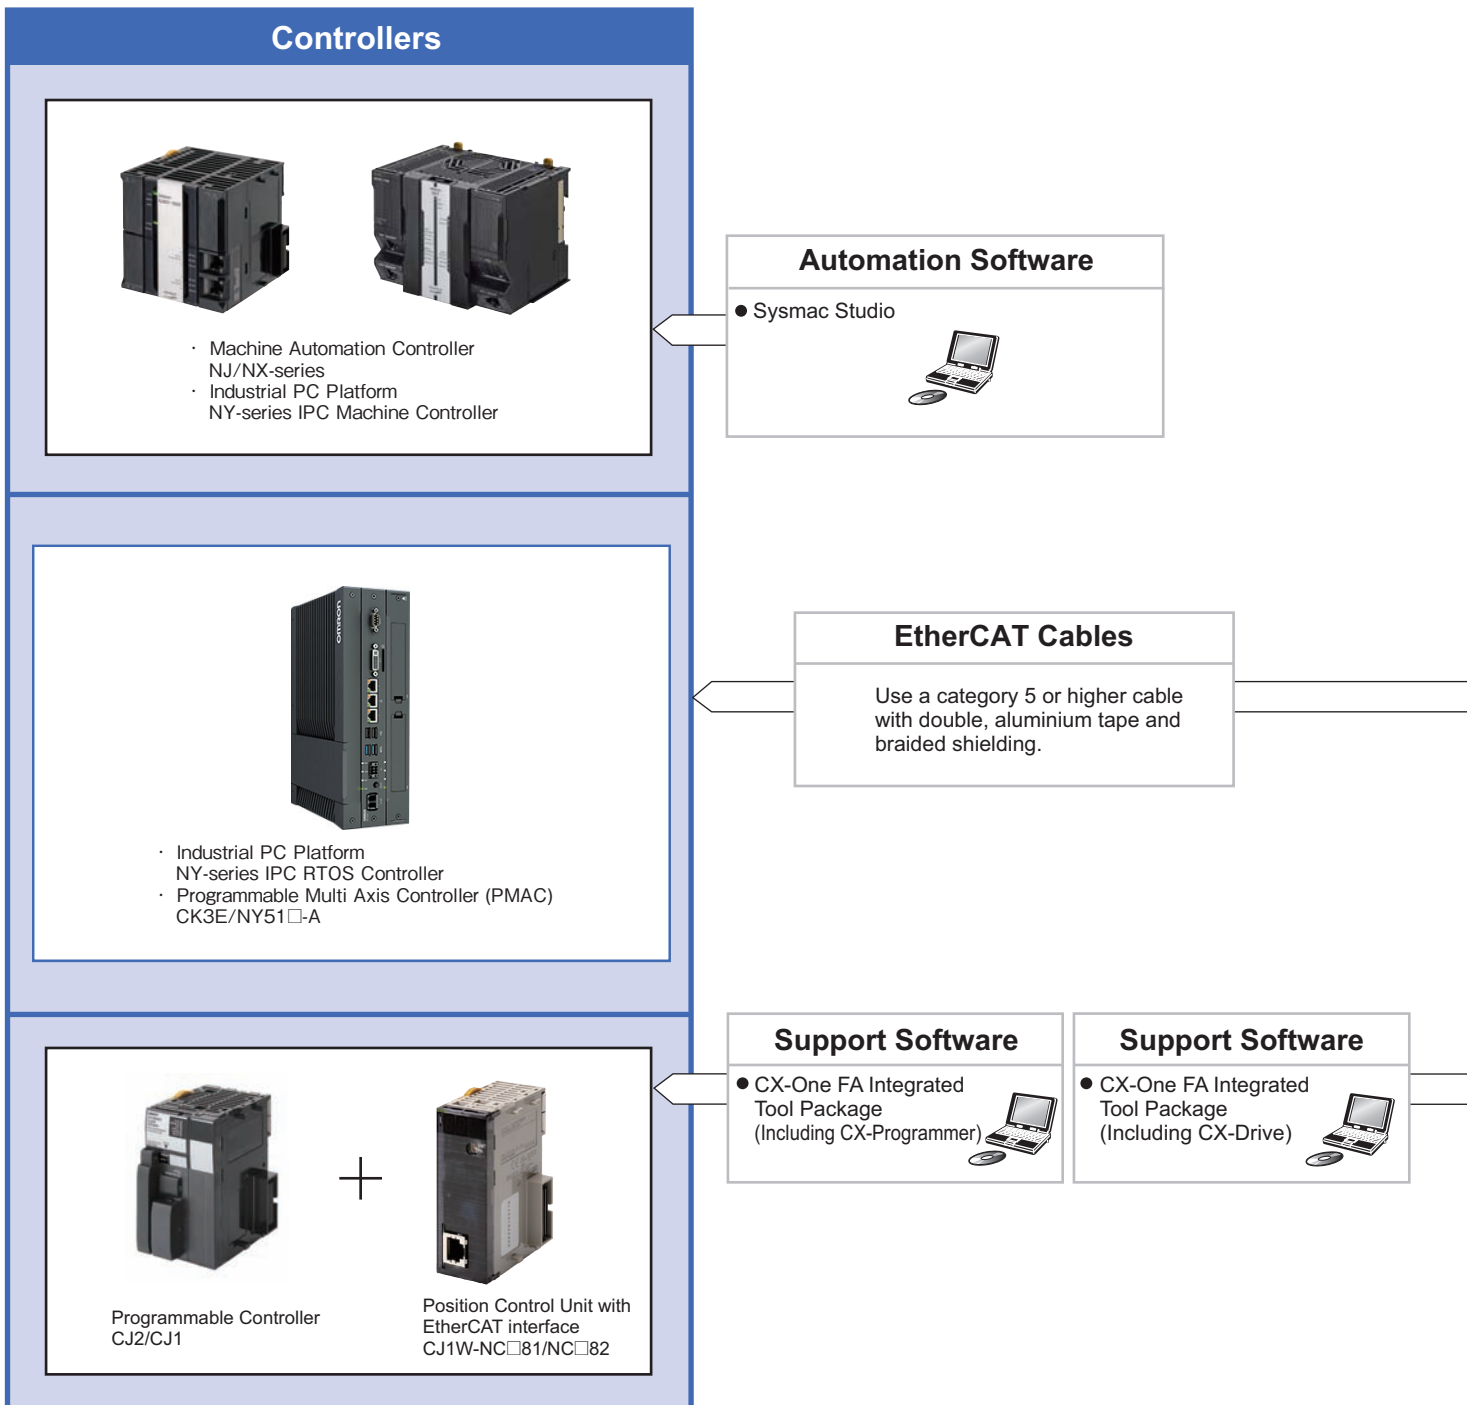 Controllers
· Machine Automation Controller
NJ/NX-series
· Industrial PC Platform
NY-series IPC Machine Controller
Automation Software
● Sysmac Studio
OMRON
· Industrial PC Platform
NY-series IPC RTOS Controller
· Programmable Multi Axis Controller (PMAC)
CK3E/NY51□-A
EtherCAT Cables
Use a category 5 or higher cable
with double, aluminium tape and
braided shielding.
Programmable Controller
CJ2/CJ1
Position Control Unit with
EtherCAT interface
CJ1W-NC□81/NC□82
Support Software
● CX-One FA Integrated
Tool Package
(Including CX-Programmer)
Support Software
● CX-One FA Integrated
Tool Package
(Including CX-Drive)